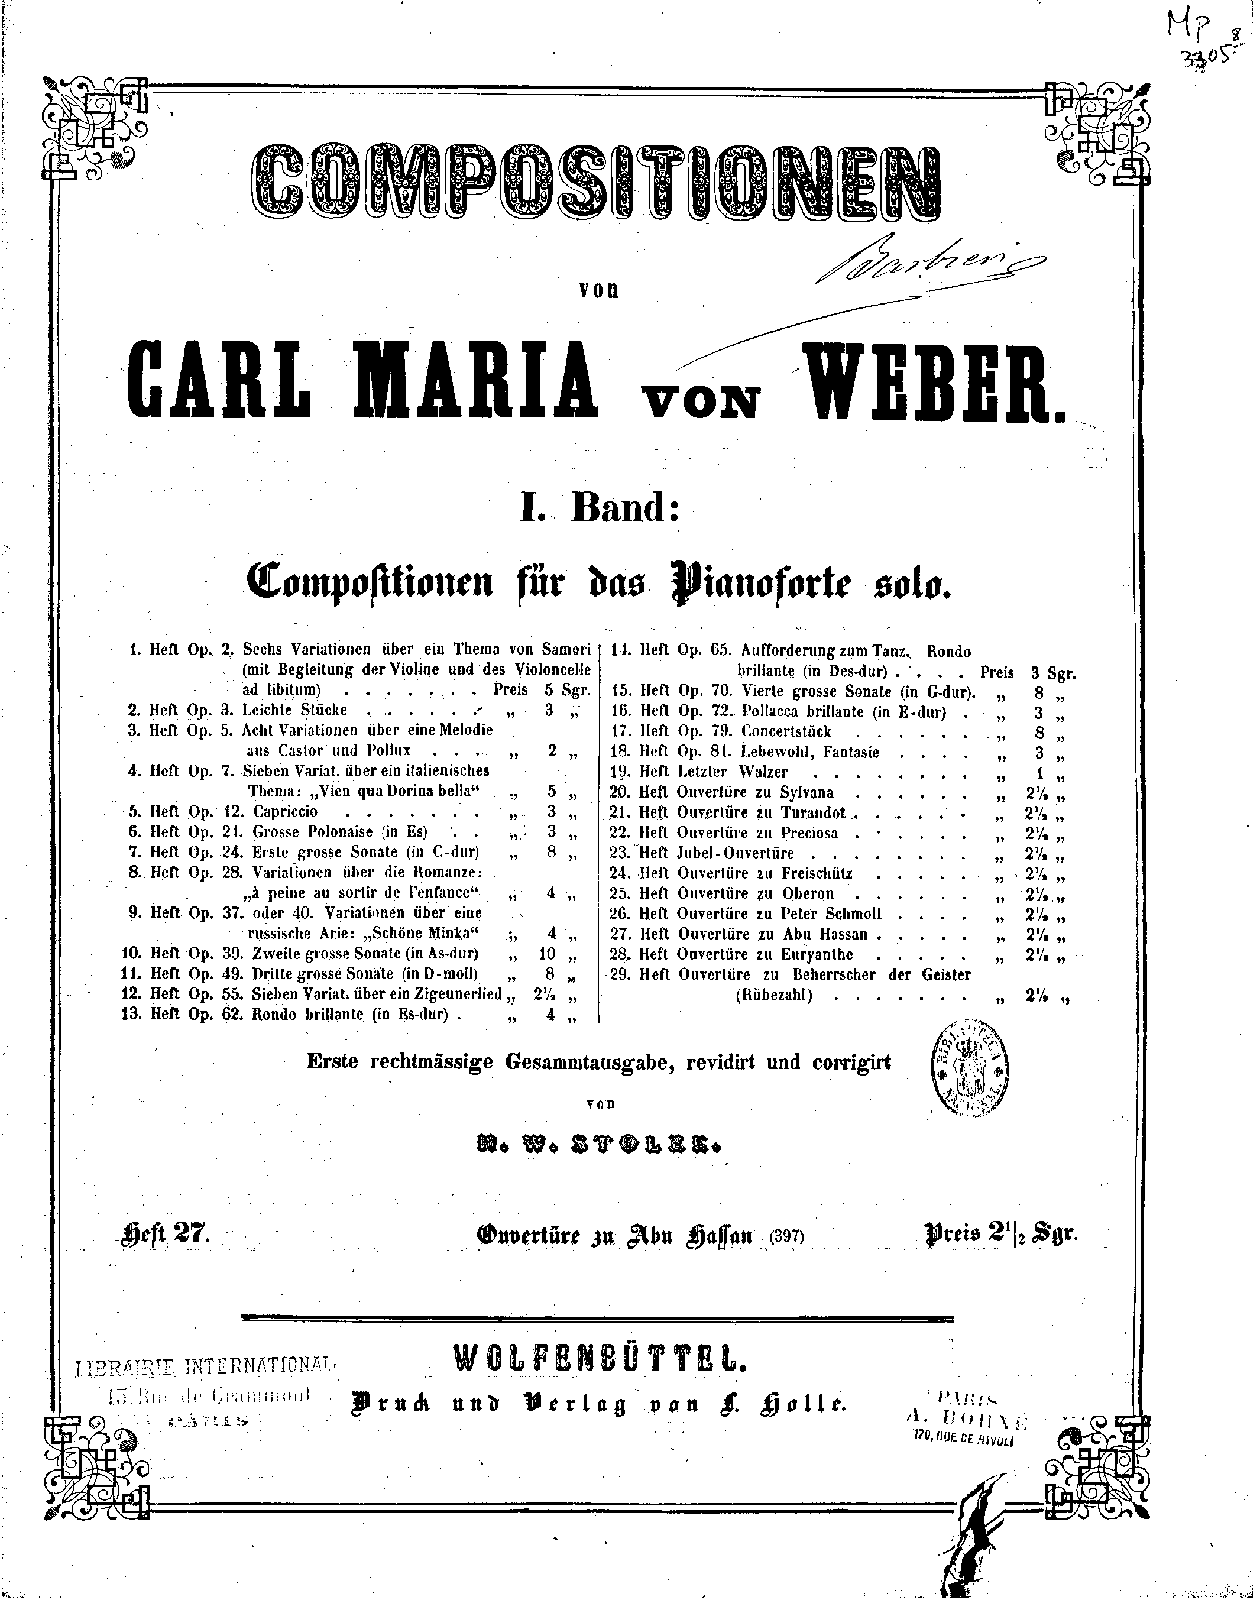 Mp
3305 8
COMPOSITIONEN
Barbieri
von
CARL MARIA VON WEBER.
I. Band:
Compositionen für das Pianoforte solo.
1. Heft Op. 2. Sechs Variationen über ein Thema von Samori
(mit Begleitung der Violine und des Violoncelle
ad libitum) . . . . . . . Preis 5 Sgr.
2. Heft Op. 3. Leichte Stücke . . . . . . „ 3 „
3. Heft Op. 5. Acht Variationen über eine Melodie
aus Castor und Pollux . . . . „ 2 „
4. Heft Op. 7. Sieben Variat. über ein italienisches
Thema: „Vien qua Dorina bella“ „ 5 „
5. Heft Op. 12. Capriccio . . . . . . . „ 3 „
6. Heft Op. 21. Grosse Polonaise (in Es) . . „ 3 „
7. Heft Op. 24. Erste grosse Sonate (in C-dur) „ 8 „
8. Heft Op. 28. Variationen über die Romanze:
„à peine au sortir de l'enfance“ „ 4 „
9. Heft Op. 37. oder 40. Variationen über eine
russische Arie: „Schöne Minka“ „ 4 „
10. Heft Op. 39. Zweite grosse Sonate (in As-dur) „ 10 „
11. Heft Op. 49. Dritte grosse Sonate (in D-moll) „ 8 „
12. Heft Op. 55. Sieben Variat. über ein Zigeunerlied „ 2½ „
13. Heft Op. 62. Rondo brillante (in Es-dur) . „ 4 „
14. Heft Op. 65. Aufforderung zum Tanz. Rondo
brillante (in Des-dur) . . . . Preis 3 Sgr.
15. Heft Op. 70. Vierte grosse Sonate (in G-dur). „ 8 „
16. Heft Op. 72. Pollacca brillante (in E-dur) . „ 3 „
17. Heft Op. 79. Concertstück . . . . . „ 8 „
18. Heft Op. 81. Lebewohl, Fantasie . . . . „ 3 „
19. Heft Letzter Walzer . . . . . . . . „ 1 „
20. Heft Ouvertüre zu Sylvana . . . . . . „ 2½ „
21. Heft Ouvertüre zu Turandot . . . . . . „ 2½ „
22. Heft Ouvertüre zu Preciosa . . . . . . „ 2½ „
23. Heft Jubel-Ouvertüre . . . . . . . . „ 2½ „
24. Heft Ouvertüre zu Freischütz . . . . . „ 2½ „
25. Heft Ouvertüre zu Oberon . . . . . . „ 2½ „
26. Heft Ouvertüre zu Peter Schmoll . . . . „ 2½ „
27. Heft Ouvertüre zu Abu Hassan . . . . . „ 2½ „
28. Heft Ouvertüre zu Euryanthe . . . . . „ 2½ „
29. Heft Ouvertüre zu Beherrscher der Geister
(Rübezahl) . . . . . . . „ 2½ „
Erste rechtmässige Gesammtausgabe, revidirt und corrigirt
von
H. W. STOLZE.
BIBLIOTECA
Heft 27.
Ouvertüre zu Abu Hassan (397)
Preis 2 1/2 Sgr.
WOLFENBÜTTEL.
Druck und Verlag von L. Holle.
LIBRAIRIE INTERNATIONAL
15 Rue de Grammont
PARIS
PARIS
A. BOHNÉ
170, RUE DE RIVOLI